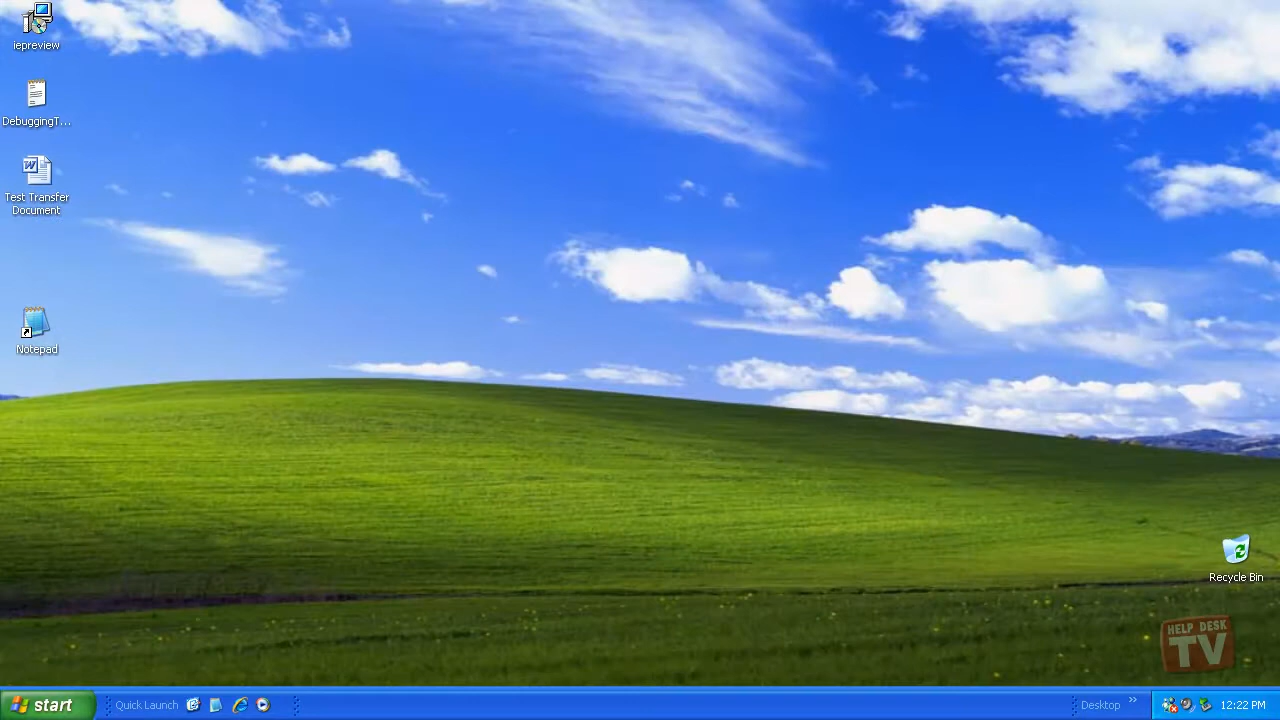 iepreview
DebuggingT...
Test Transfer
Document
Notepad
Recycle Bin
HELP DESK
TV
start
Quick Launch
Desktop
12:22 PM